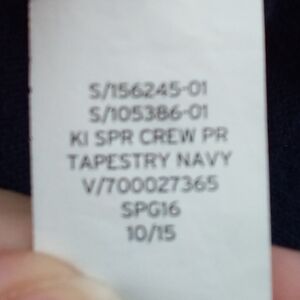 S/156245-01
S/105386-01
KI SPR CREW PR
TAPESTRY NAVY
V/700027365
SPG16
10/15